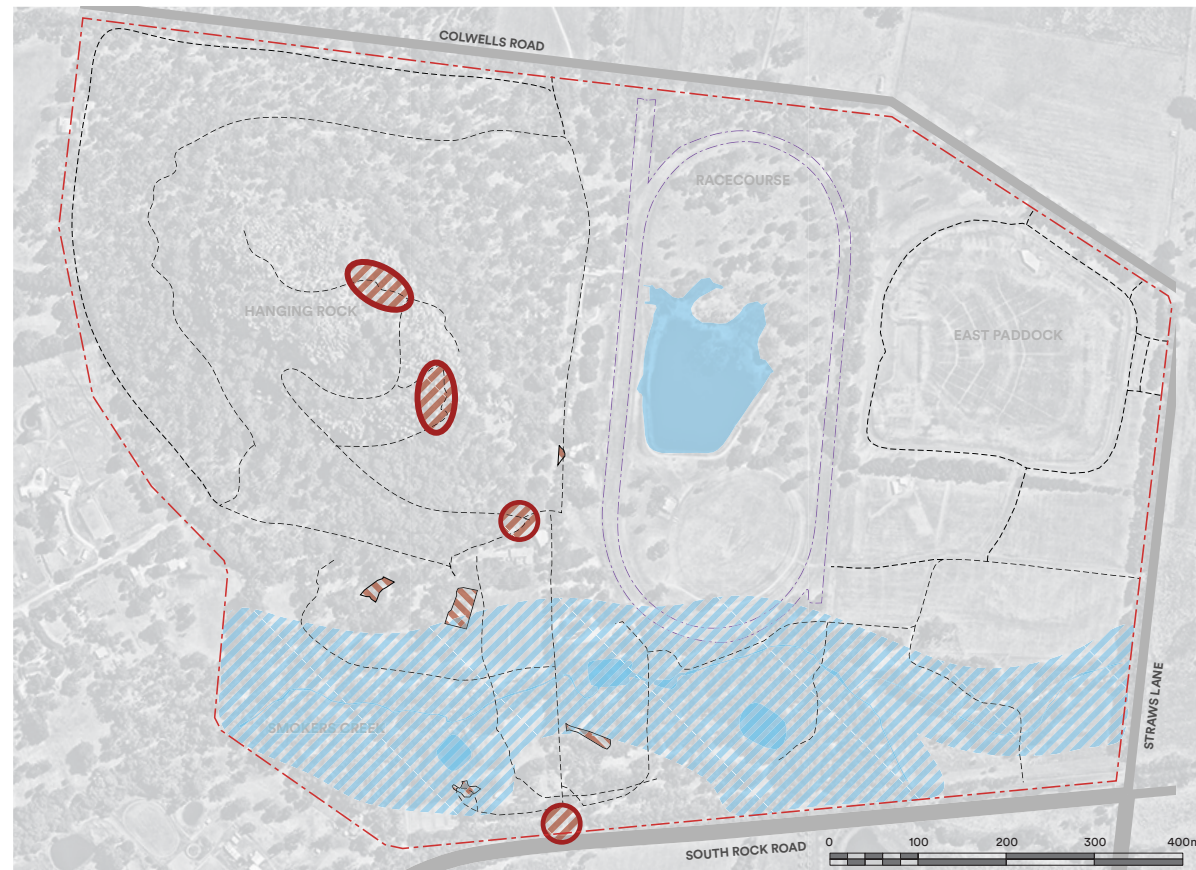 COLWELLS ROAD
RACECOURSE
HANGING ROCK
EAST PADDOCK
STRAWS LANE
SMOKERS CREEK
SOUTH ROCK ROAD
0 100 200 300 400m